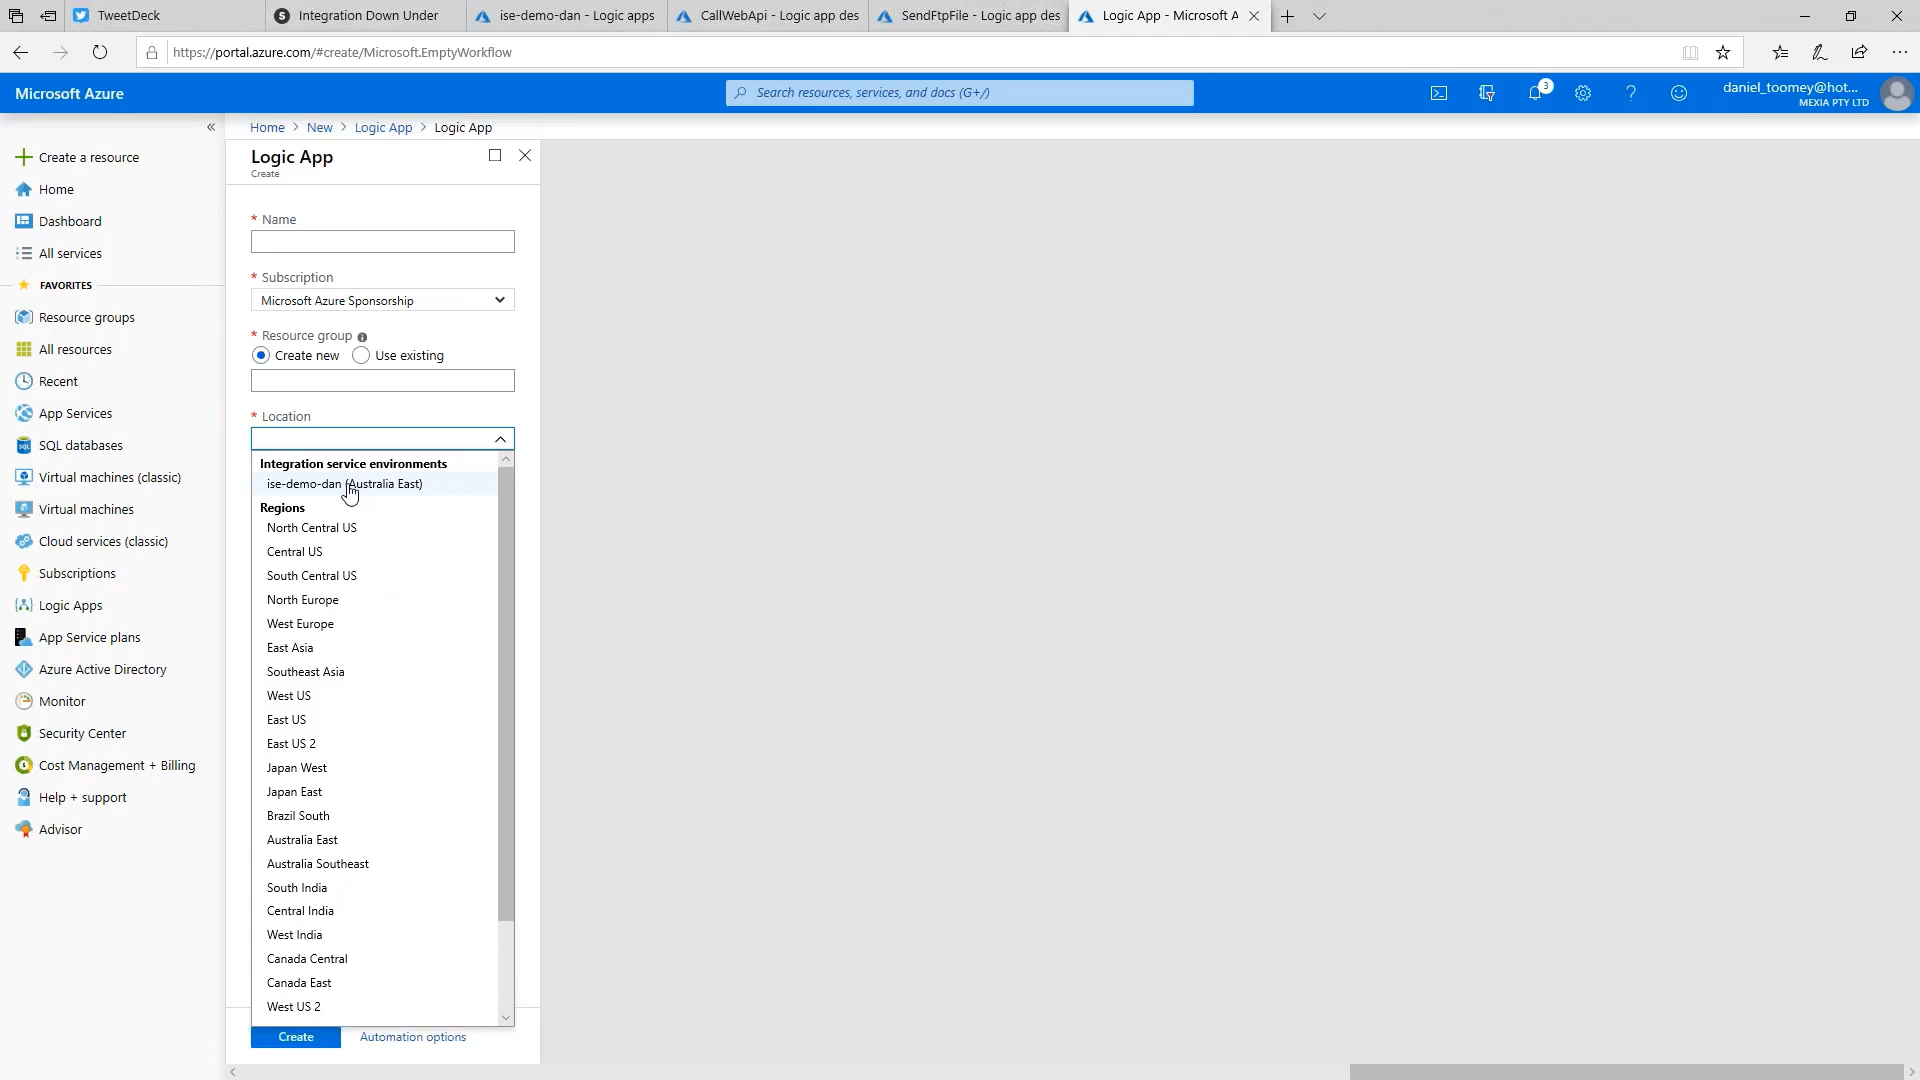 TweetDeck
Integration Down Under
ise-demo-dan - Logic apps
CallWebApi - Logic app des
SendFtpFile - Logic app des
Logic App - Microsoft A
https://portal.azure.com/#create/Microsoft.EmptyWorkflow
Microsoft Azure
Search resources, services, and docs (G+/)
3
daniel_toomey@hot...
MEXIA PTY LTD
Home > New > Logic App > Logic App
Create a resource
Home
Dashboard
All services
FAVORITES
Resource groups
All resources
Recent
App Services
SQL databases
Virtual machines (classic)
Virtual machines
Cloud services (classic)
Subscriptions
Logic Apps
App Service plans
Azure Active Directory
Monitor
Security Center
Cost Management + Billing
Help + support
Advisor
Logic App
Create
* Name
* Subscription
Microsoft Azure Sponsorship
* Resource group
Create new
Use existing
* Location
Integration service environments
ise-demo-dan (Australia East)
Regions
North Central US
Central US
South Central US
North Europe
West Europe
East Asia
Southeast Asia
West US
East US
East US 2
Japan West
Japan East
Brazil South
Australia East
Australia Southeast
South India
Central India
West India
Canada Central
Canada East
West US 2
Create
Automation options